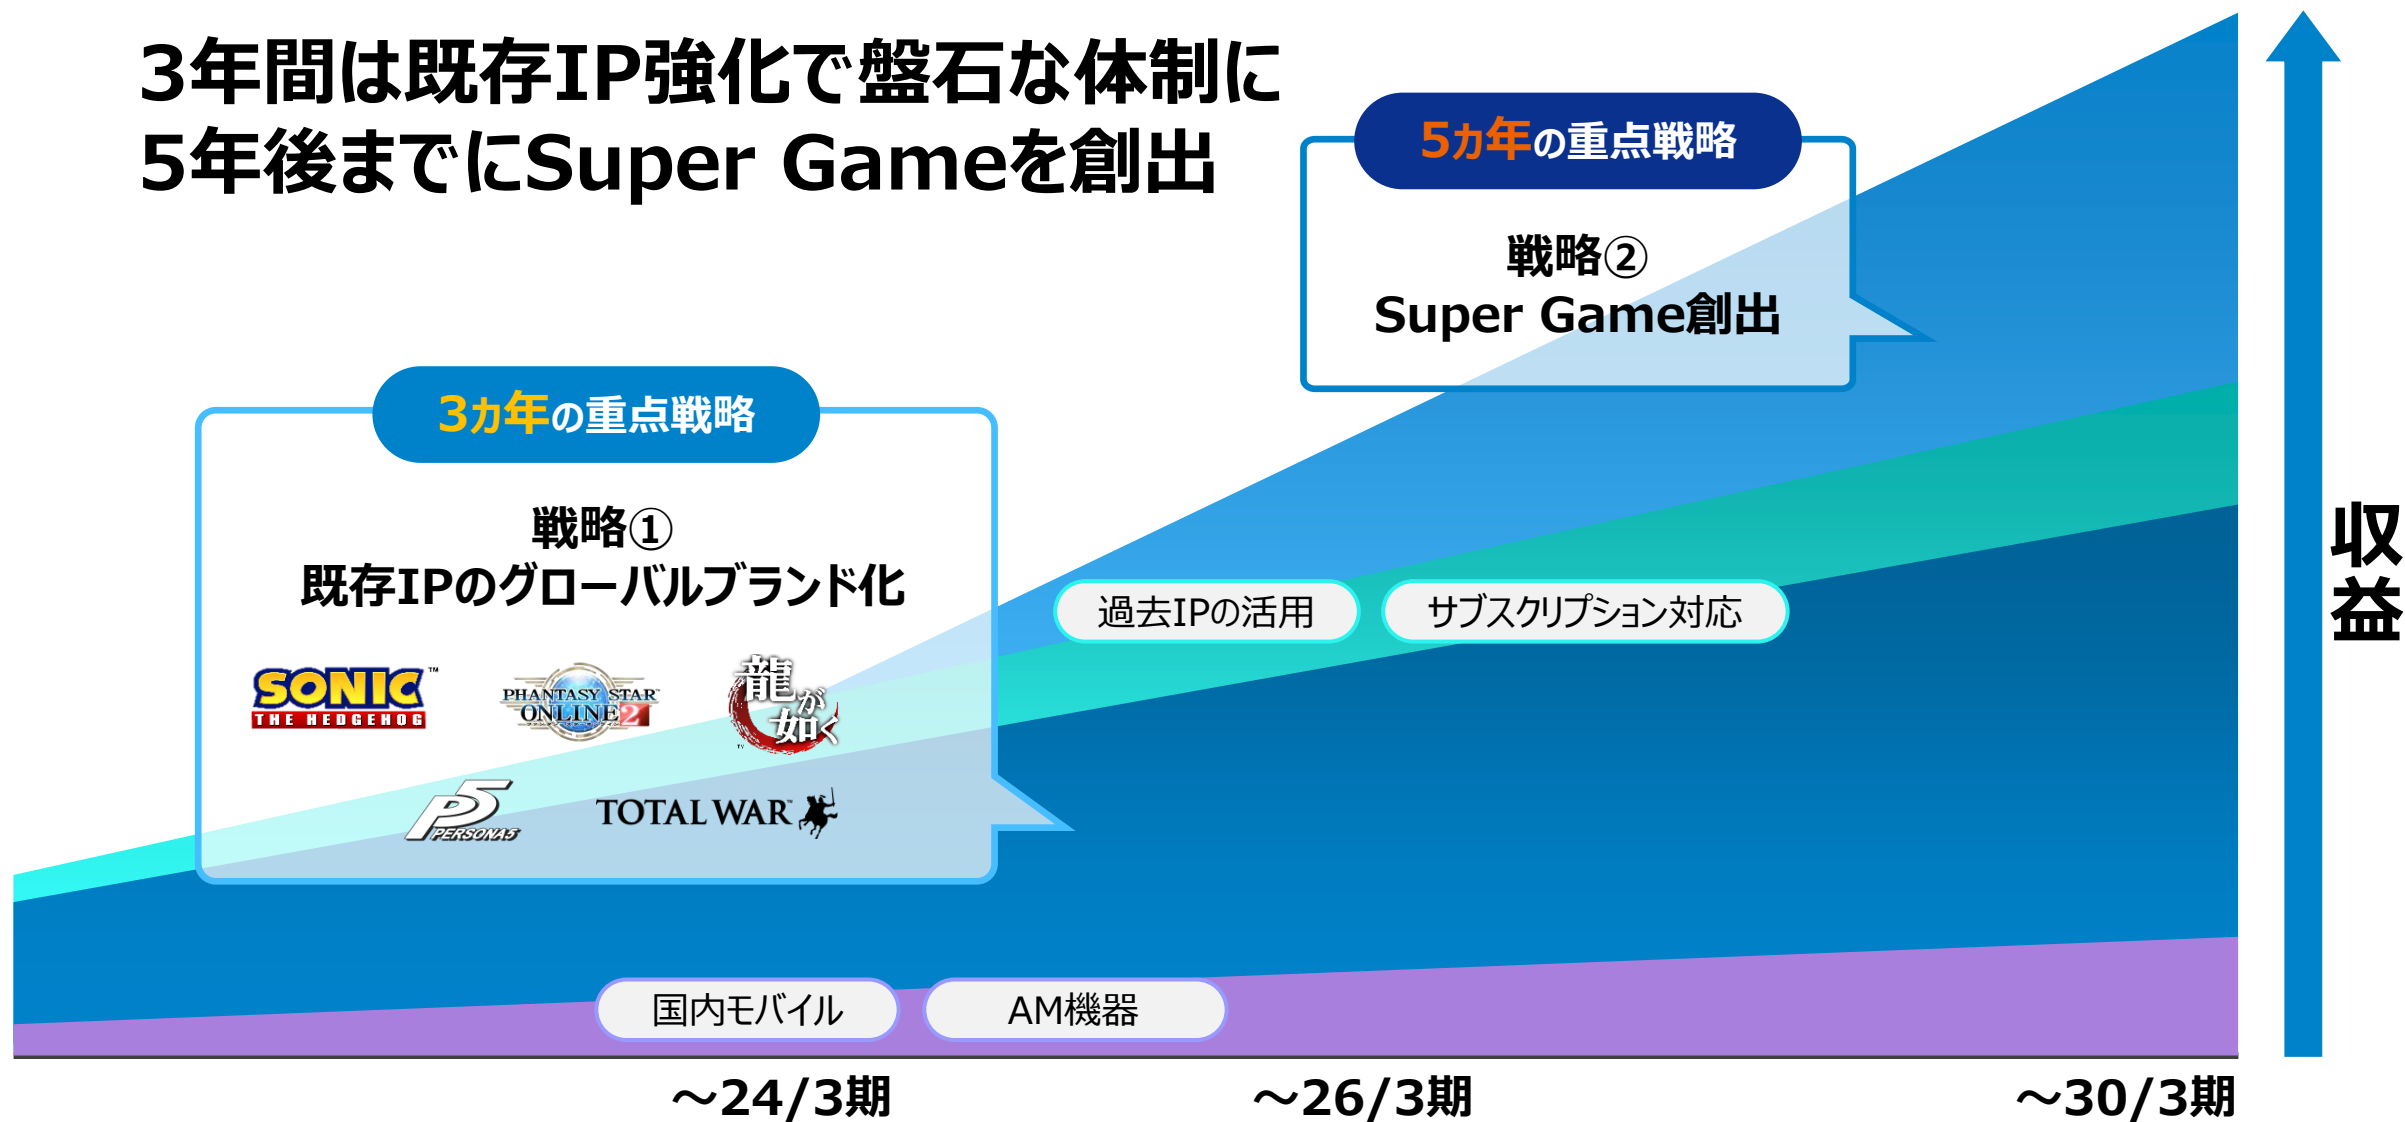 3年間は既存IP強化で盤石な体制に
5年後までにSuper Gameを創出
5ヵ年の重点戦略
戦略②
Super Game創出
3ヵ年の重点戦略
戦略①
既存IPのグローバルブランド化
SONIC™
THE HEDGEHOG
PHANTASY STAR
ONLINE 2
龍が如く
TM
P5
PERSONA5
TOTAL WAR™
過去IPの活用
サブスクリプション対応
国内モバイル
AM機器
収益
～24/3期
～26/3期
～30/3期